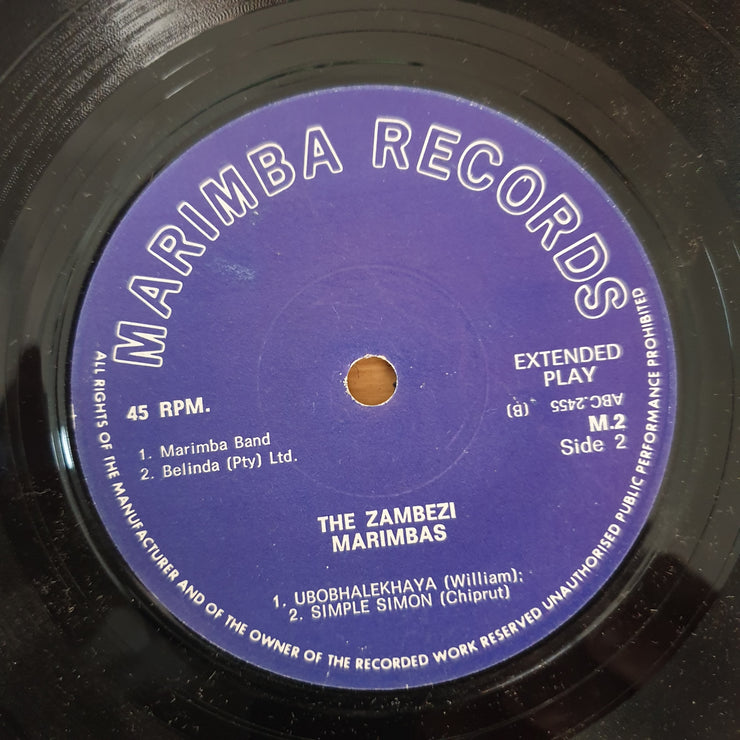 MARIMBA RECORDS
EXTENDED
PLAY
45 RPM.
ABC.2455 (B)
M.2
Side 2
1. Marimba Band
2. Belinda (Pty) Ltd.
THE ZAMBEZI
MARIMBAS
1. UBOBHALEKHAYA (William);
2. SIMPLE SIMON (Chiprut)
ALL RIGHTS OF THE MANUFACTURER AND OF THE OWNER OF THE RECORDED WORK RESERVED UNAUTHORISED PUBLIC PERFORMANCE PROHIBITED